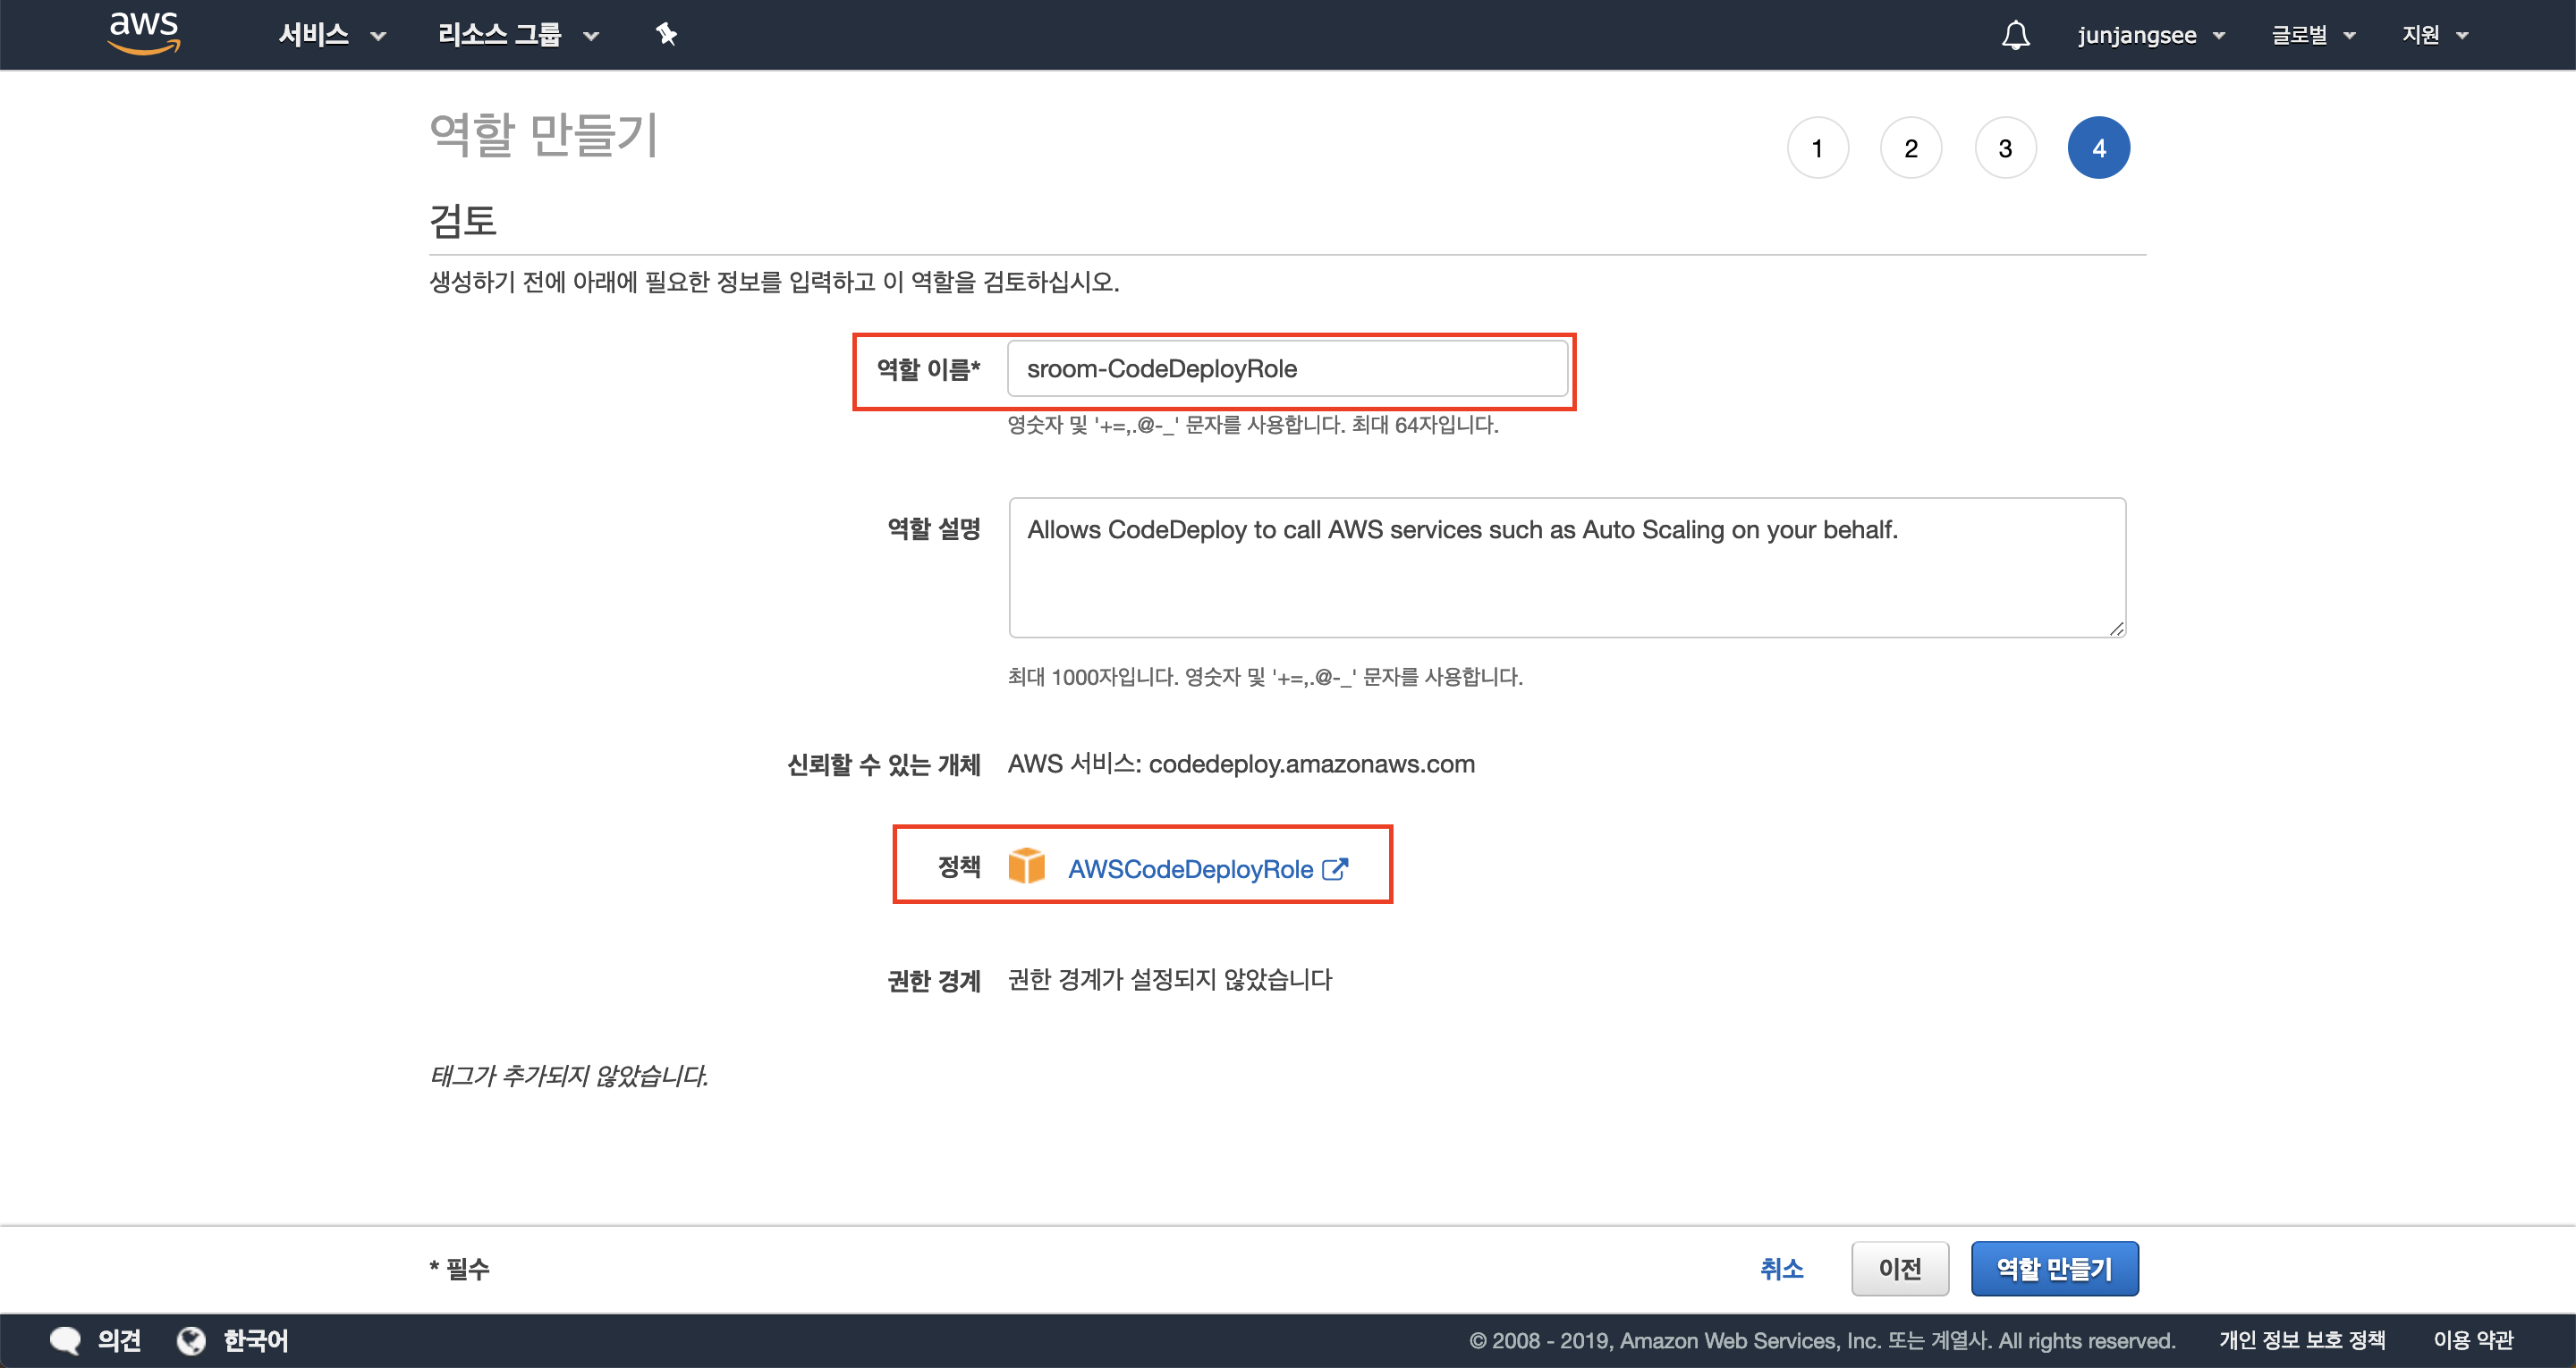 aws 서비스 리소스 그룹 junjangsee 글로벌 지원
역할 만들기 1 2 3 4
검토
생성하기 전에 아래에 필요한 정보를 입력하고 이 역할을 검토하십시오.
역할 이름* sroom-CodeDeployRole
영숫자 및 '+=,.@-_' 문자를 사용합니다. 최대 64자입니다.
역할 설명 Allows CodeDeploy to call AWS services such as Auto Scaling on your behalf.
최대 1000자입니다. 영숫자 및 '+=,.@-_' 문자를 사용합니다.
신뢰할 수 있는 개체 AWS 서비스: codedeploy.amazonaws.com
정책 AWSCodeDeployRole
권한 경계 권한 경계가 설정되지 않았습니다
태그가 추가되지 않았습니다.
* 필수 취소 이전 역할 만들기
의견 한국어 © 2008 - 2019, Amazon Web Services, Inc. 또는 계열사. All rights reserved. 개인 정보 보호 정책 이용 약관